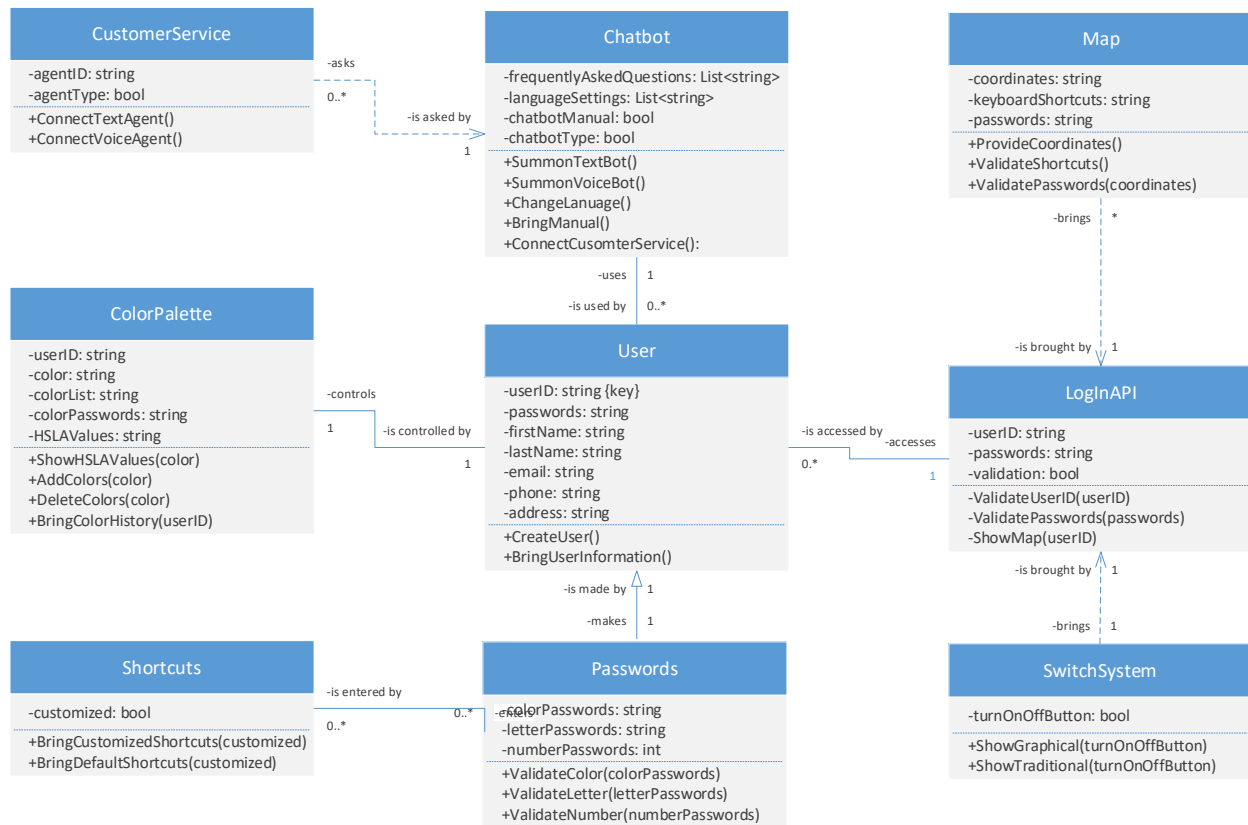 CustomerService
-agentID: string
-agentType: bool
+ConnectTextAgent()
+ConnectVoiceAgent()
-asks
0..*
-is asked by
1
Chatbot
-frequentlyAskedQuestions: List<string>
-languageSettings: List<string>
-chatbotManual: bool
-chatbotType: bool
+SummonTextBot()
+SummonVoiceBot()
+ChangeLanuage()
+BringManual()
+ConnectCusomterService():
Map
-coordinates: string
-keyboardShortcuts: string
-passwords: string
+ProvideCoordinates()
+ValidateShortcuts()
+ValidatePasswords(coordinates)
-uses
1
-is used by
0..*
-brings
*
-is brought by
1
ColorPalette
-userID: string
-color: string
-colorList: string
-colorPasswords: string
-HSLAValues: string
+ShowHSLAValues(color)
+AddColors(color)
+DeleteColors(color)
+BringColorHistory(userID)
-controls
1
-is controlled by
1
User
-userID: string {key}
-passwords: string
-firstName: string
-lastName: string
-email: string
-phone: string
-address: string
+CreateUser()
+BringUserInformation()
-is accessed by
0..*
-accesses
1
LogInAPI
-userID: string
-passwords: string
-validation: bool
-ValidateUserID(userID)
-ValidatePasswords(passwords)
-ShowMap(userID)
-is made by
1
-makes
1
-is brought by
1
-brings
1
Shortcuts
-customized: bool
+BringCustomizedShortcuts(customized)
+BringDefaultShortcuts(customized)
-is entered by
0..*
0..*
-enters
Passwords
-colorPasswords: string
-letterPasswords: string
-numberPasswords: int
+ValidateColor(colorPasswords)
+ValidateLetter(letterPasswords)
+ValidateNumber(numberPasswords)
SwitchSystem
-turnOnOffButton: bool
+ShowGraphical(turnOnOffButton)
+ShowTraditional(turnOnOffButton)